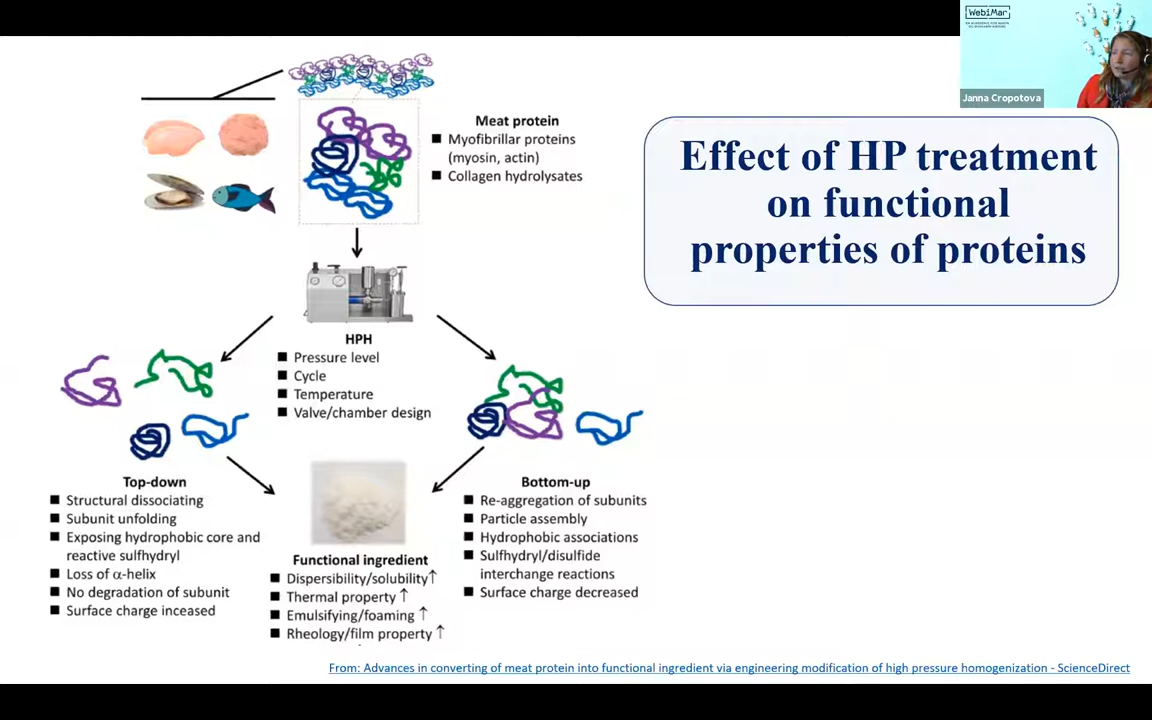 WebiMar
Janna Cropotova
Effect of HP treatment
on functional
properties of proteins
Meat protein
■ Myofibrillar proteins
(myosin, actin)
■ Collagen hydrolysates
HPH
■ Pressure level
■ Cycle
■ Temperature
■ Valve/chamber design
Top-down
■ Structural dissociating
■ Subunit unfolding
■ Exposing hydrophobic core and
reactive sulfhydryl
■ Loss of α-helix
■ No degradation of subunit
■ Surface charge inceased
Functional ingredient
■ Dispersibility/solubility↑
■ Thermal property ↑
■ Emulsifying/foaming ↑
■ Rheology/film property ↑
Bottom-up
■ Re-aggregation of subunits
■ Particle assembly
■ Hydrophobic associations
■ Sulfhydryl/disulfide
interchange reactions
■ Surface charge decreased
From: Advances in converting of meat protein into functional ingredient via engineering modification of high pressure homogenization - ScienceDirect